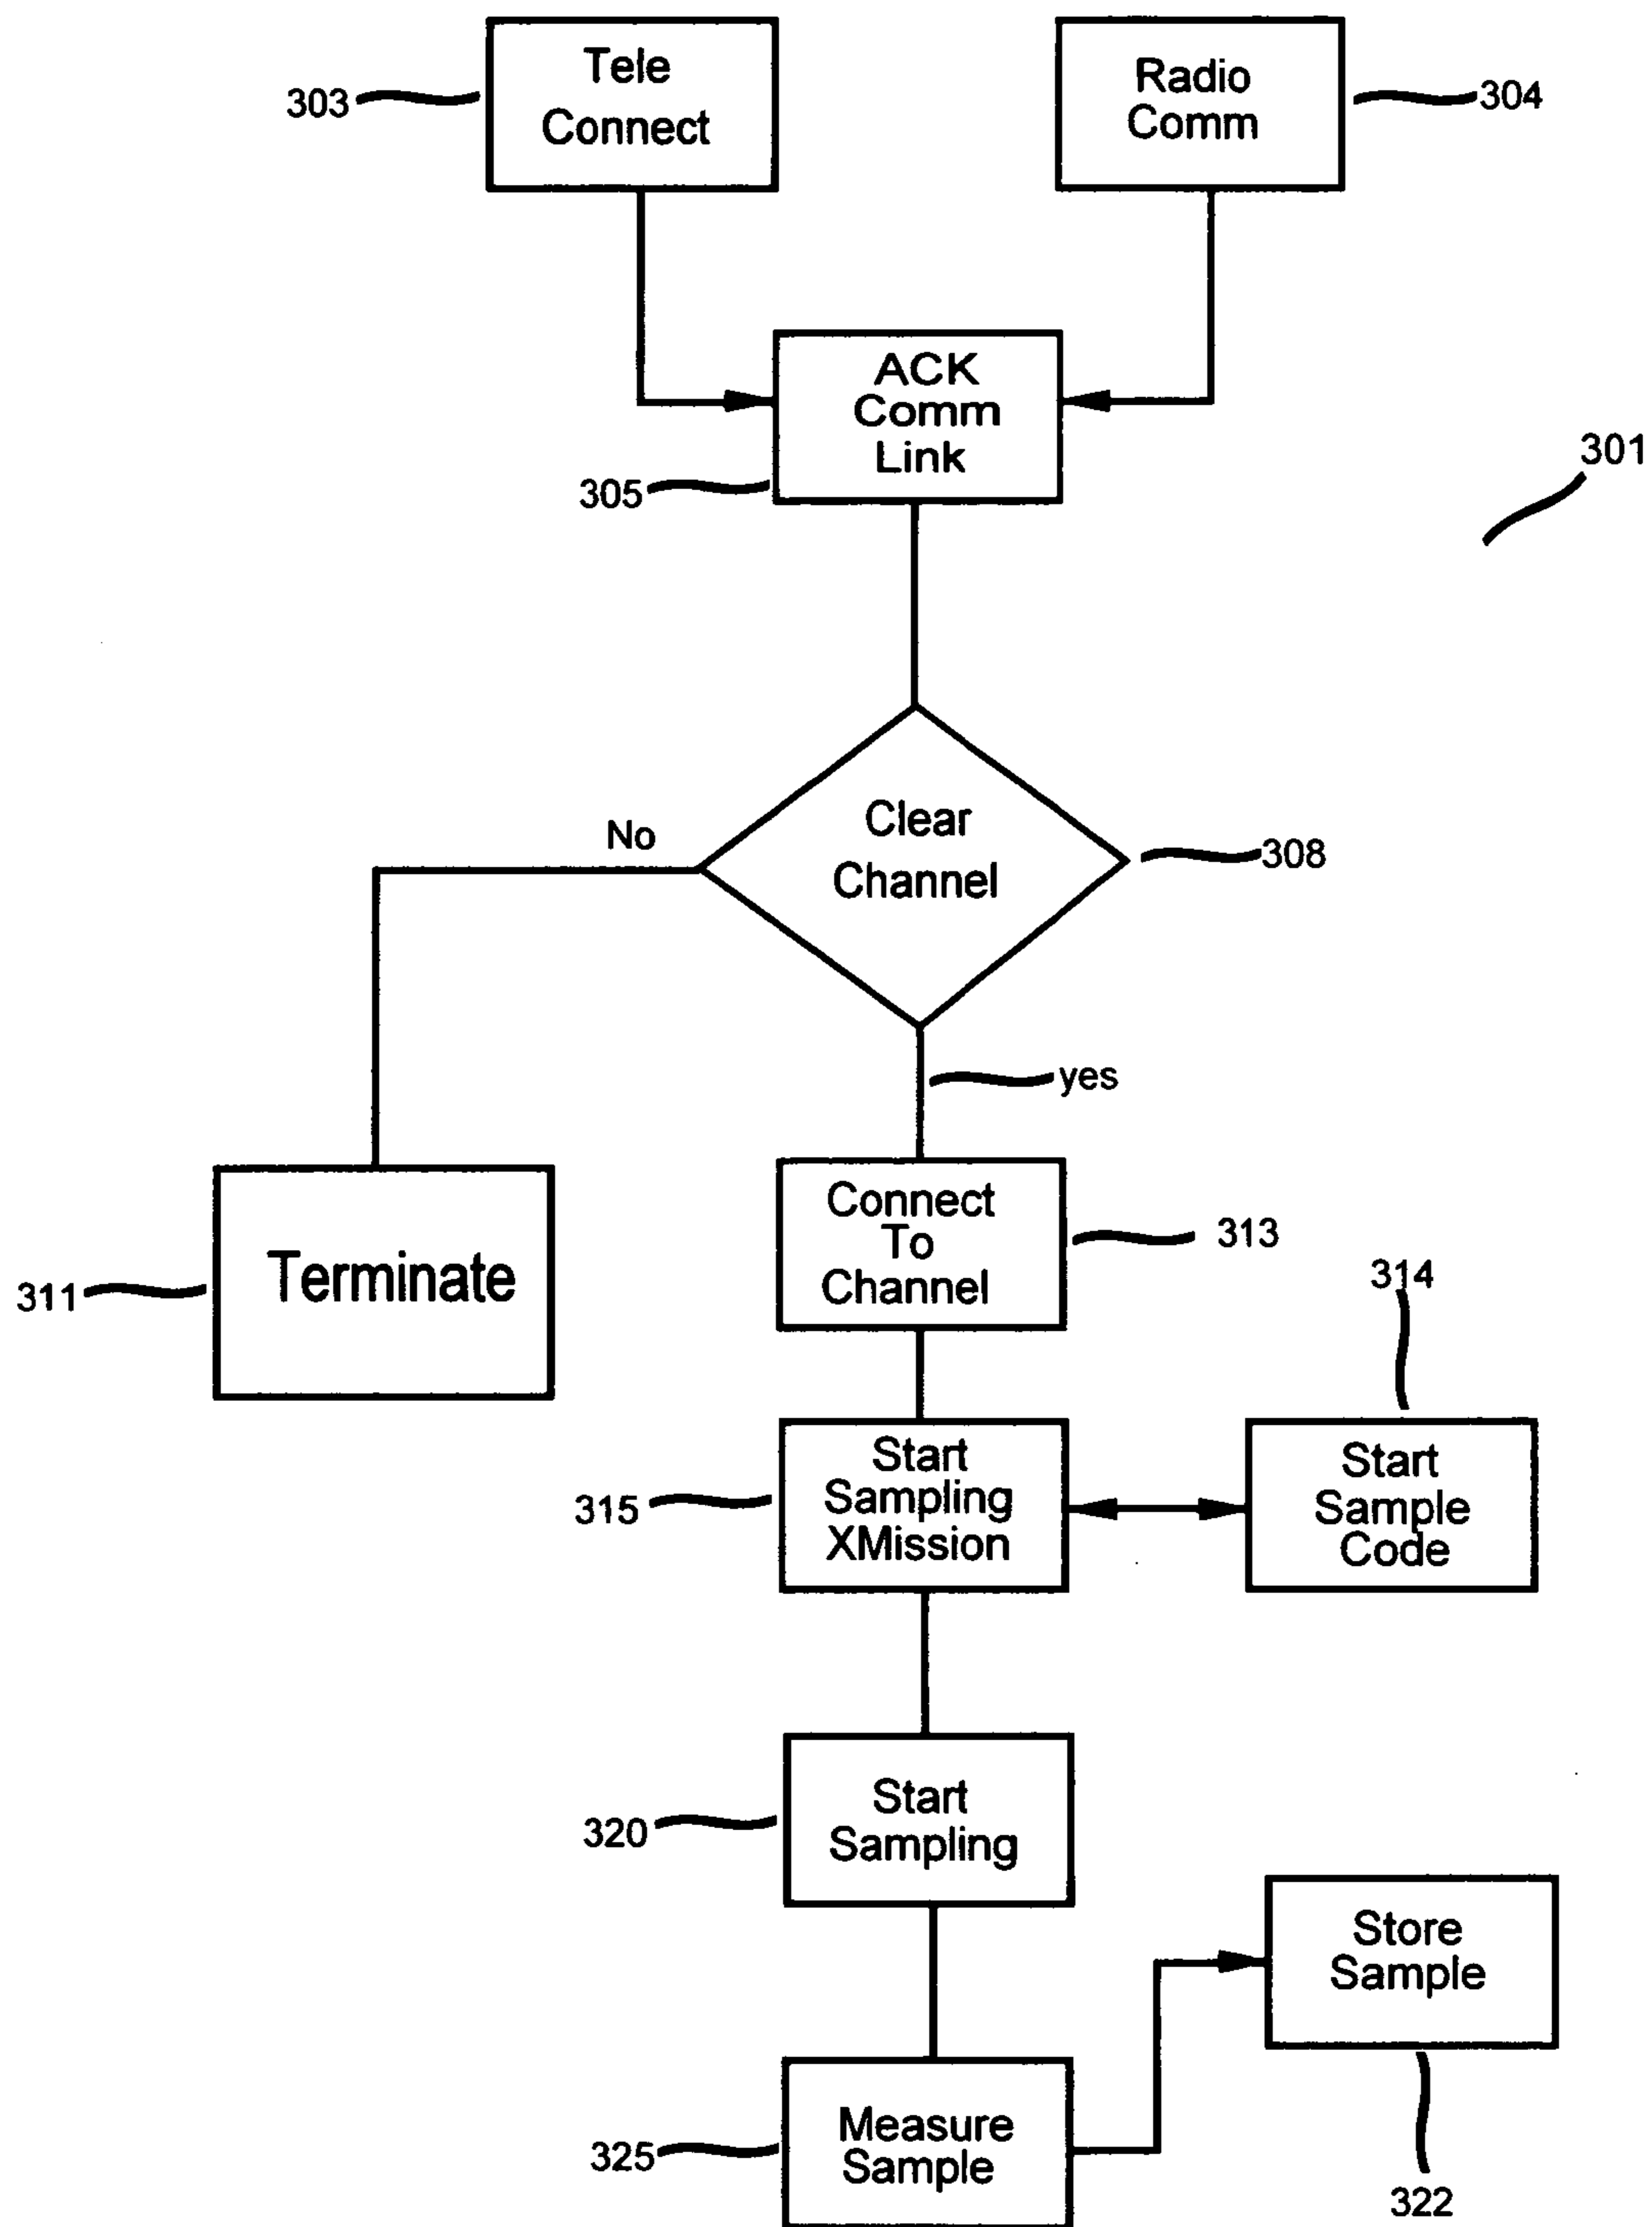 Tele
Connect
303
Radio
Comm
304
ACK
Comm
Link
305
301
Clear
Channel
No
308
yes
Connect
To
Channel
313
Terminate
311
314
Start
Sampling
XMission
315
Start
Sample
Code
Start
Sampling
320
Store
Sample
Measure
Sample
325
322